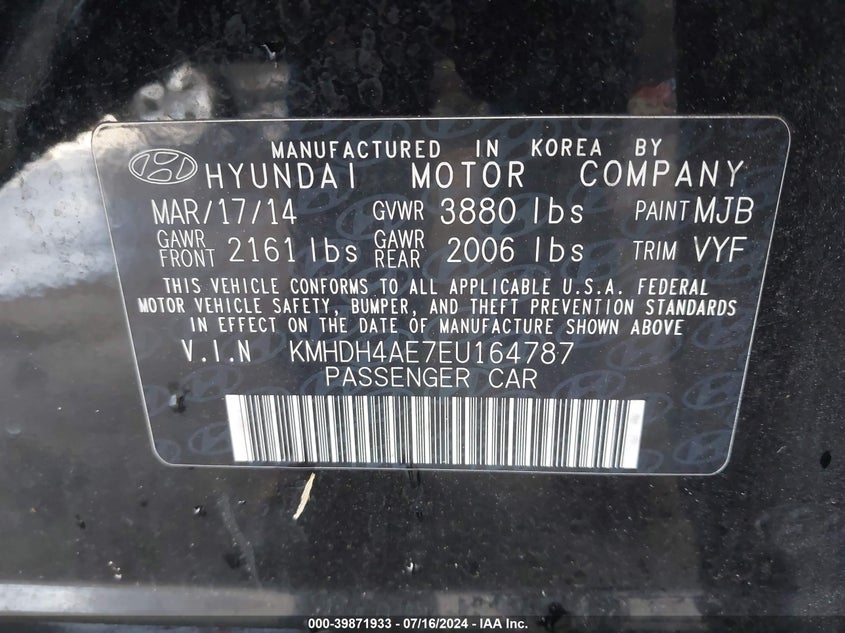 MANUFACTURED IN KOREA BY
HYUNDAI MOTOR COMPANY
MAR/17/14 GVWR 3880 lbs PAINT MJB
GAWR FRONT 2161 lbs GAWR REAR 2006 lbs TRIM VYF
THIS VEHICLE CONFORMS TO ALL APPLICABLE U.S.A. FEDERAL
MOTOR VEHICLE SAFETY, BUMPER, AND THEFT PREVENTION STANDARDS
IN EFFECT ON THE DATE OF MANUFACTURE SHOWN ABOVE
V.I.N KMHDH4AE7EU164787
PASSENGER CAR
000-39871933 - 07/16/2024 - IAA Inc.